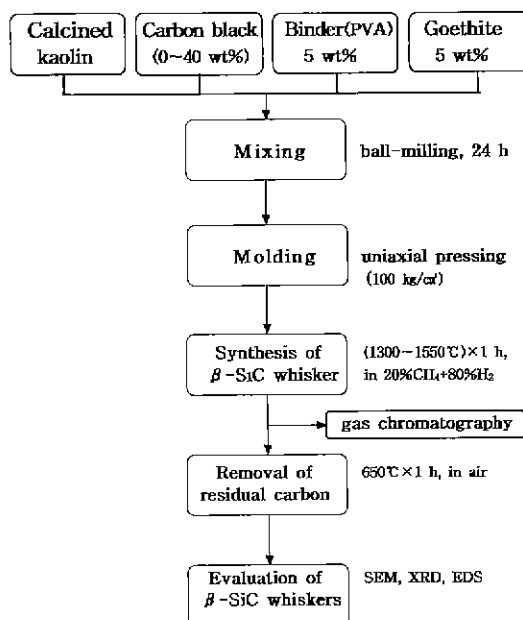 Calcined
kaolin
Carbon black
(0~40 wt%)
Binder(PVA)
5 wt%
Goethite
5 wt%
Mixing
ball-milling, 24 h
Molding
uniaxial pressing
(100 kg/㎠)
Synthesis of
β-SiC whisker
(1300~1550℃)×1 h,
in 20%CH₄+80%H₂
gas chromatography
Removal of
residual carbon
650℃×1 h, in air
Evaluation of
β-SiC whiskers
SEM, XRD, EDS